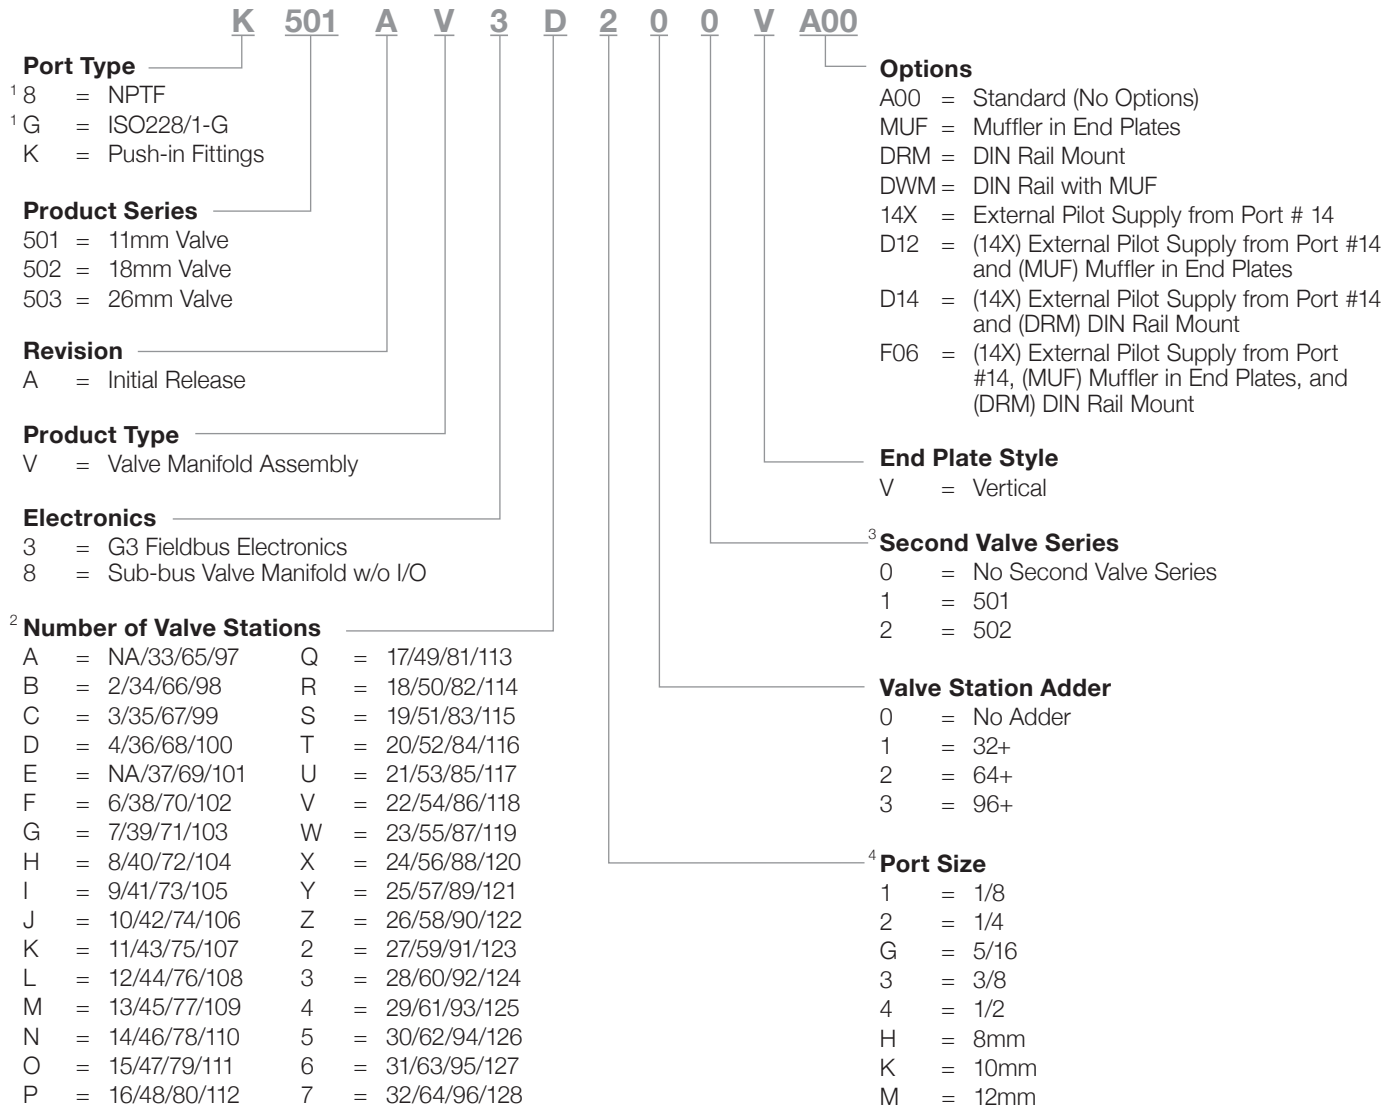 K 501 A V 3 D 2 0 0 V A00
Port Type
1 8 = NPTF
1 G = ISO228/1-G
K = Push-in Fittings
Product Series
501 = 11mm Valve
502 = 18mm Valve
503 = 26mm Valve
Revision
A = Initial Release
Product Type
V = Valve Manifold Assembly
Electronics
3 = G3 Fieldbus Electronics
8 = Sub-bus Valve Manifold w/o I/O
2 Number of Valve Stations
A = NA/33/65/97 Q = 17/49/81/113
B = 2/34/66/98 R = 18/50/82/114
C = 3/35/67/99 S = 19/51/83/115
D = 4/36/68/100 T = 20/52/84/116
E = NA/37/69/101 U = 21/53/85/117
F = 6/38/70/102 V = 22/54/86/118
G = 7/39/71/103 W = 23/55/87/119
H = 8/40/72/104 X = 24/56/88/120
I = 9/41/73/105 Y = 25/57/89/121
J = 10/42/74/106 Z = 26/58/90/122
K = 11/43/75/107 2 = 27/59/91/123
L = 12/44/76/108 3 = 28/60/92/124
M = 13/45/77/109 4 = 29/61/93/125
N = 14/46/78/110 5 = 30/62/94/126
O = 15/47/79/111 6 = 31/63/95/127
P = 16/48/80/112 7 = 32/64/96/128
Options
A00 = Standard (No Options)
MUF = Muffler in End Plates
DRM = DIN Rail Mount
DWM = DIN Rail with MUF
14X = External Pilot Supply from Port # 14
D12 = (14X) External Pilot Supply from Port #14
and (MUF) Muffler in End Plates
D14 = (14X) External Pilot Supply from Port #14
and (DRM) DIN Rail Mount
F06 = (14X) External Pilot Supply from Port
#14, (MUF) Muffler in End Plates, and
(DRM) DIN Rail Mount
End Plate Style
V = Vertical
3 Second Valve Series
0 = No Second Valve Series
1 = 501
2 = 502
Valve Station Adder
0 = No Adder
1 = 32+
2 = 64+
3 = 96+
4 Port Size
1 = 1/8
2 = 1/4
G = 5/16
3 = 3/8
4 = 1/2
H = 8mm
K = 10mm
M = 12mm